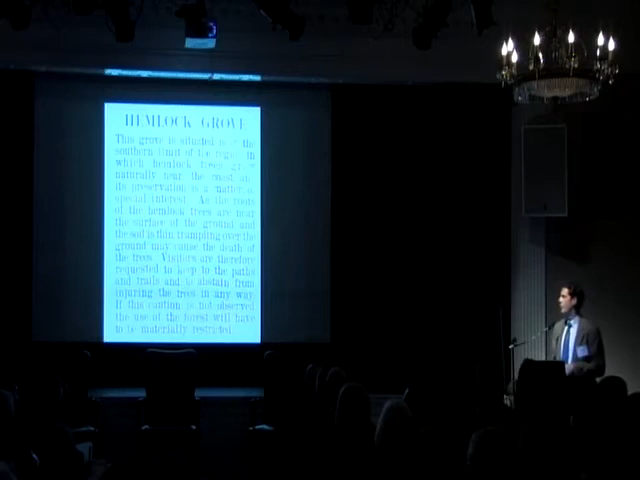 HEMLOCK GROVE
This grove is situated near the
southern limit of the region in
which hemlock trees grow
naturally near the coast and
its preservation is a matter of
special interest. As the roots
of the hemlock trees are near
the surface of the ground and
the soil is thin, trampling over the
ground may cause the death of
the trees. Visitors are therefore
requested to keep to the paths
and trails and to abstain from
injuring the trees in any way.
If this caution is not observed
the use of the forest will have
to be materially restricted.